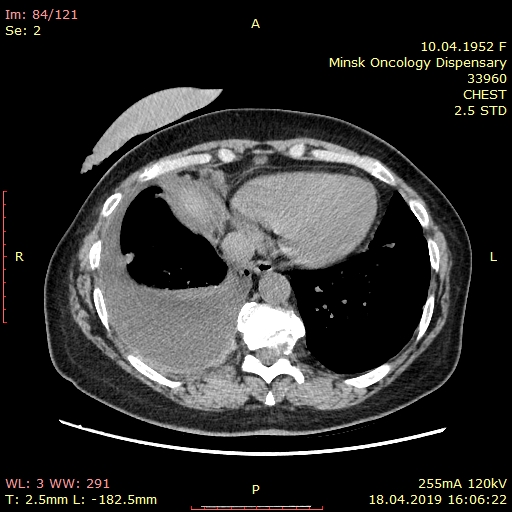 Im: 84/121
Se: 2
A
10.04.1952 F
Minsk Oncology Dispensary
33960
CHEST
2.5 STD
R
L
WL: 3 WW: 291
T: 2.5mm L: -182.5mm
P
255mA 120kV
18.04.2019 16:06:22